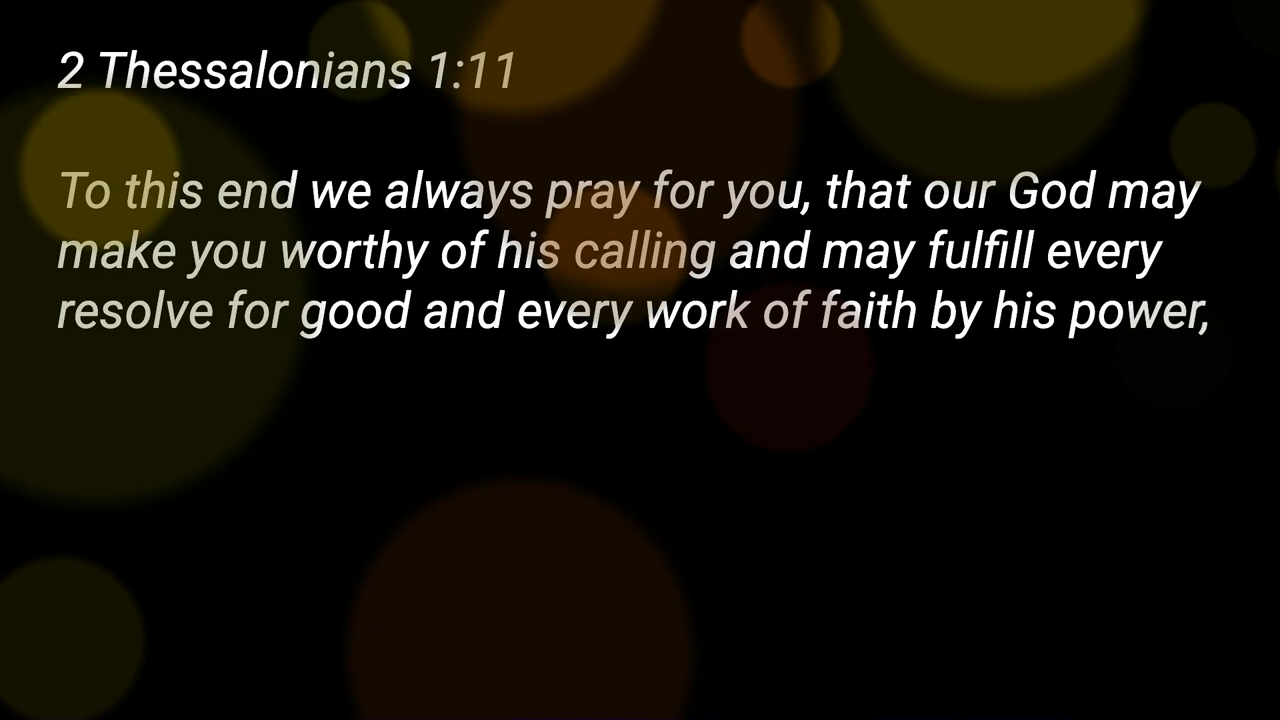 2 Thessalonians 1:11
To this end we always pray for you, that our God may
make you worthy of his calling and may fulfill every
resolve for good and every work of faith by his power,